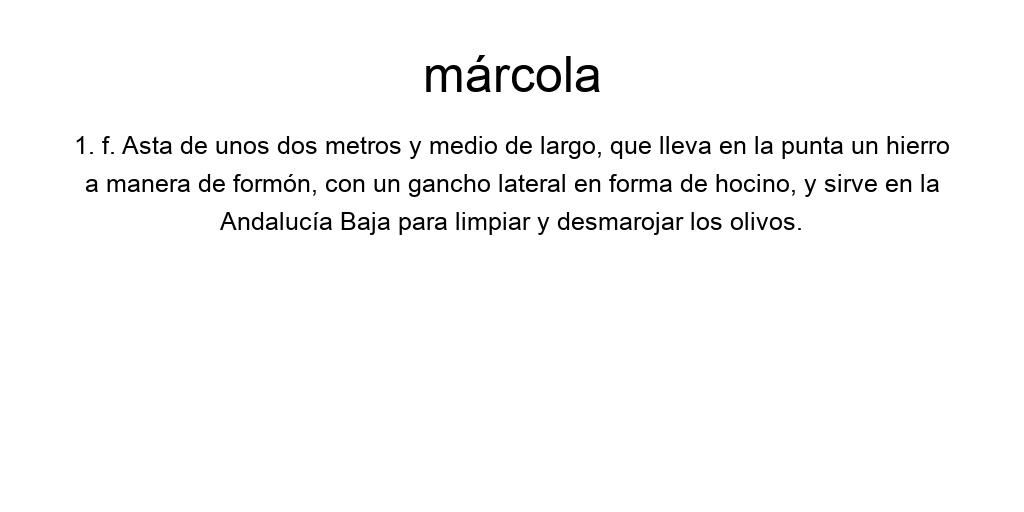 márcola
1. f. Asta de unos dos metros y medio de largo, que lleva en la punta un hierro
a manera de formón, con un gancho lateral en forma de hocino, y sirve en la
Andalucía Baja para limpiar y desmarojar los olivos.